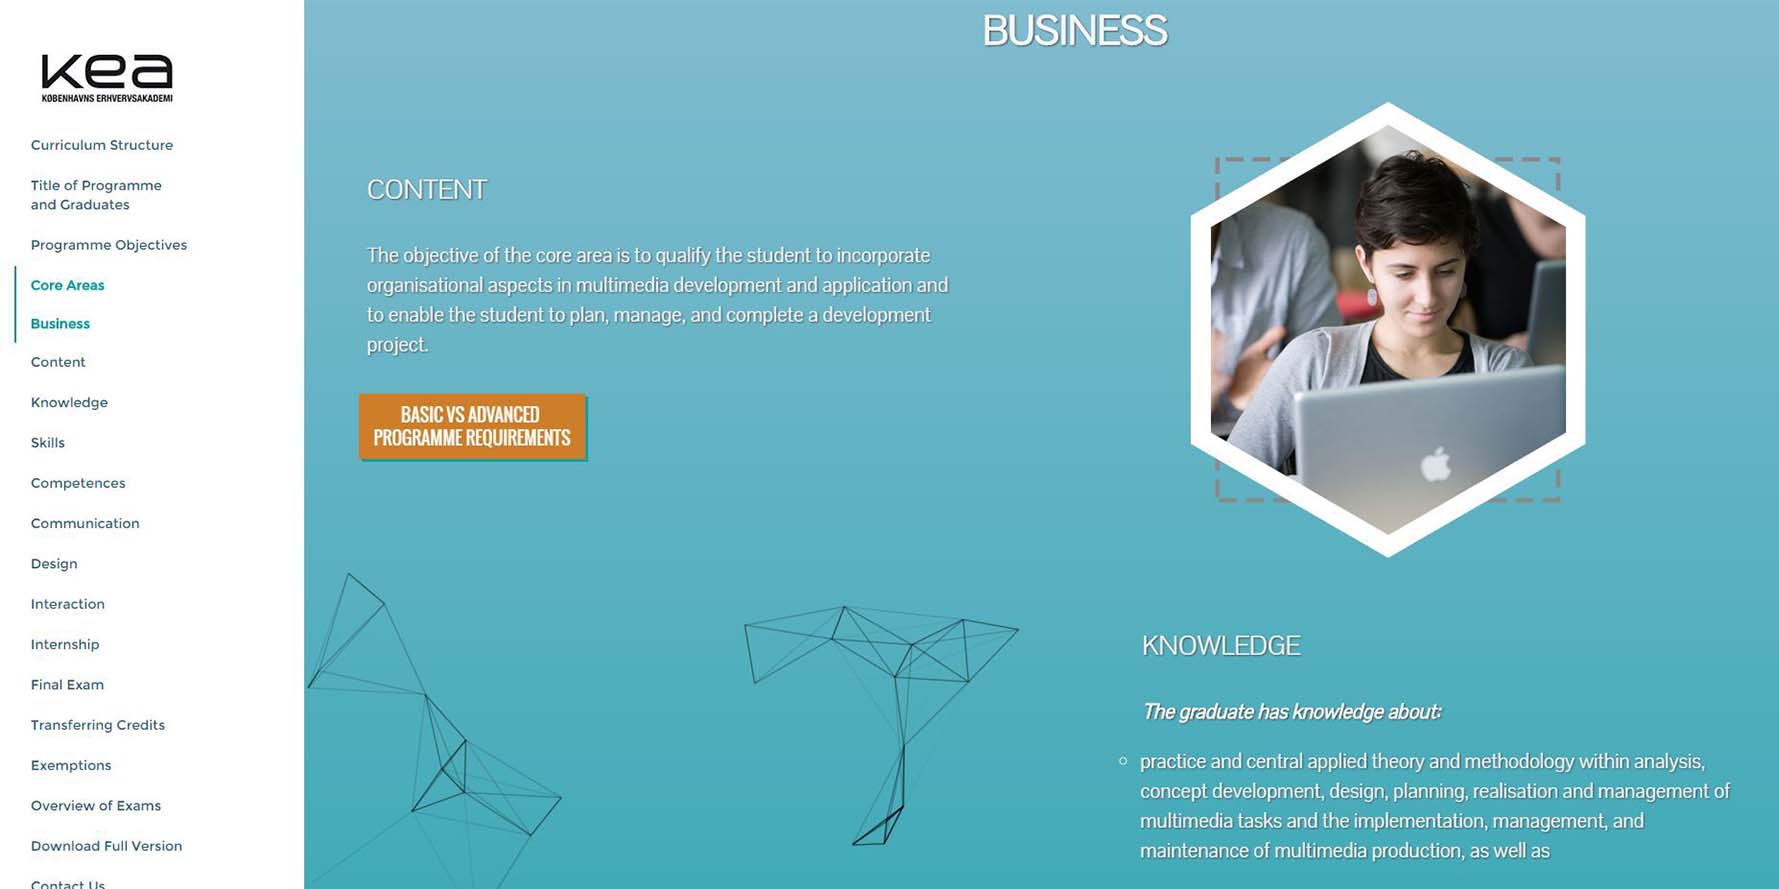 kea
KØBENHAVNS ERHVERVSAKADEMI
Curriculum Structure
Title of Programme
and Graduates
Programme Objectives
Core Areas
Business
Content
Knowledge
Skills
Competences
Communication
Design
Interaction
Internship
Final Exam
Transferring Credits
Exemptions
Overview of Exams
Download Full Version
Contact Us
BUSINESS
CONTENT
The objective of the core area is to qualify the student to incorporate
organisational aspects in multimedia development and application and
to enable the student to plan, manage, and complete a development
project.
BASIC VS ADVANCED
PROGRAMME REQUIREMENTS
KNOWLEDGE
The graduate has knowledge about:
practice and central applied theory and methodology within analysis,
concept development, design, planning, realisation and management of
multimedia tasks and the implementation, management, and
maintenance of multimedia production, as well as